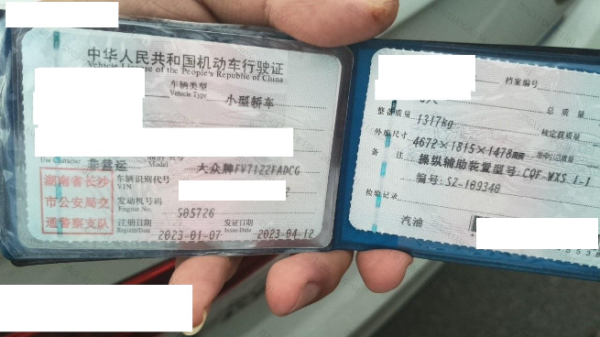 中华人民共和国机动车行驶证
Vehicle License of the People's Republic of China
车辆类型
Vehicle Type
小型轿车
Use Character
非营运
Model
大众牌FV7122FADCG
湖南省长沙
市公安局交
通警察支队
车辆识别代号
VIN
发动机号码
Engine No.
S05726
注册日期
Register Date
2023-01-07
发证日期
Issue Date
2023-04-12
档案编号
总质量
整备质量
1317kg
核定载质量
外廓尺寸
4672×1815×1478mm
备注
操纵辅助装置型号:CQF-WXS 1-1
编号:SZ-189348
检验记录
汽油